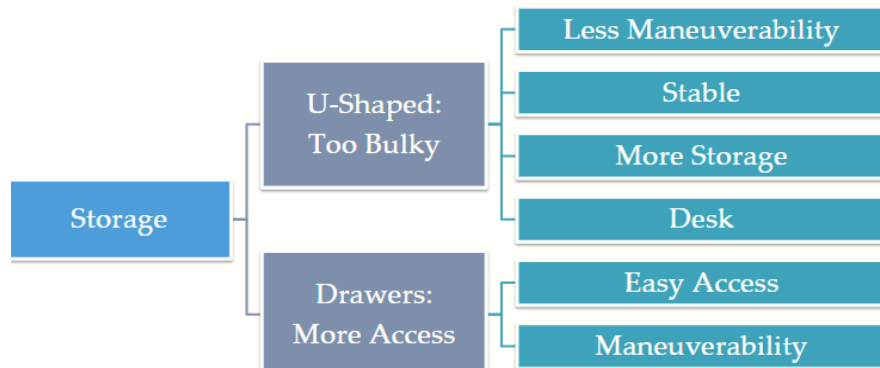 Storage
U-Shaped:
Too Bulky
Less Maneuverability
Stable
More Storage
Desk
Drawers:
More Access
Easy Access
Maneuverability